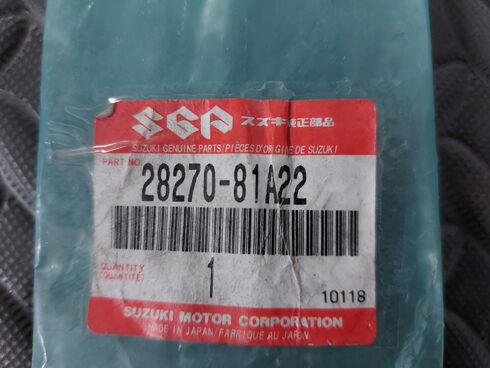 SGP スズキ純正部品
SUZUKI GENUINE PARTS/PIÈCES D'ORIGINE DE SUZUKI
PART NO.
28270-81A22
QUANTITY
(QUANTITÉ)
1
10118
SUZUKI MOTOR CORPORATION
MADE IN JAPAN/FABRIQUE AU JAPON